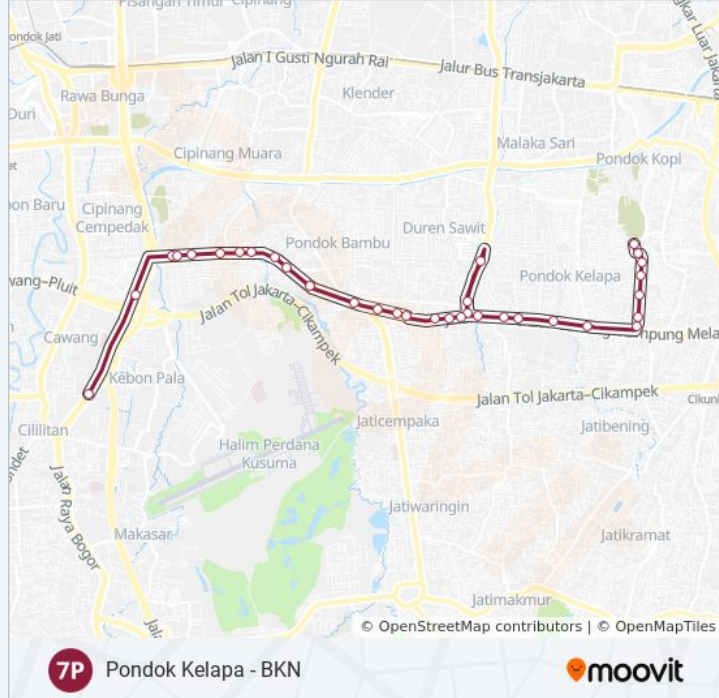 Pisangan Timur
Cipinang
Pondok Jati
Jalan I Gusti Ngurah Rai
Jalur Bus Transjakarta
Rawa Bunga
Klender
Duri
Malaka Sari
Cipinang Muara
Pondok Kopi
Cipinang
Cempedak
Duren Sawit
Pondok Bambu
Pondok Kelapa
wang–Pluit
Jalan Tol Jakarta–Cikampek
Cawang
Kebon Pala
Jalan Tol Jakarta–Cikampek
Cililitan
Jaticempaka
Jatibening
Halim Perdana
Kusuma
Jalan Raya Bogor
Jatiwaringin
Makasar
Jatikramat
Jatimakmur
© OpenStreetMap contributors | © OpenMapTiles
7P Pondok Kelapa - BKN
moovit